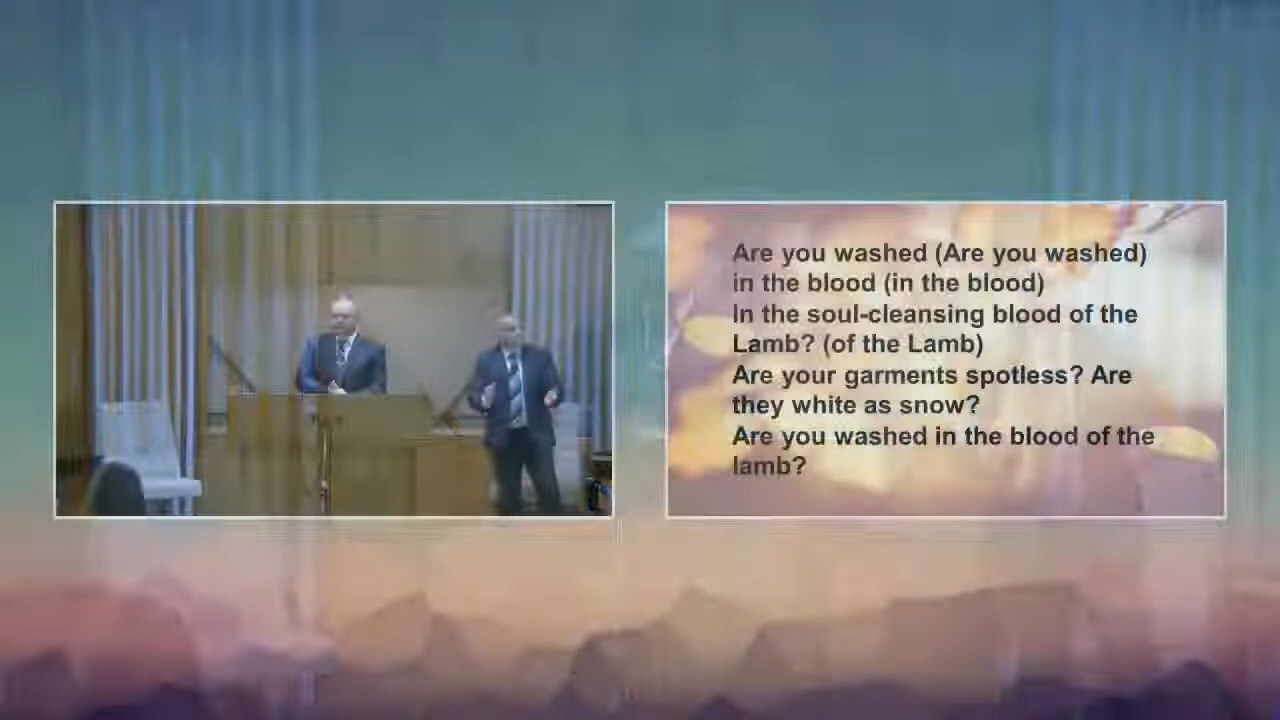 Are you washed (Are you washed)
in the blood (in the blood)
In the soul-cleansing blood of the
Lamb? (of the Lamb)
Are your garments spotless? Are
they white as snow?
Are you washed in the blood of the
lamb?